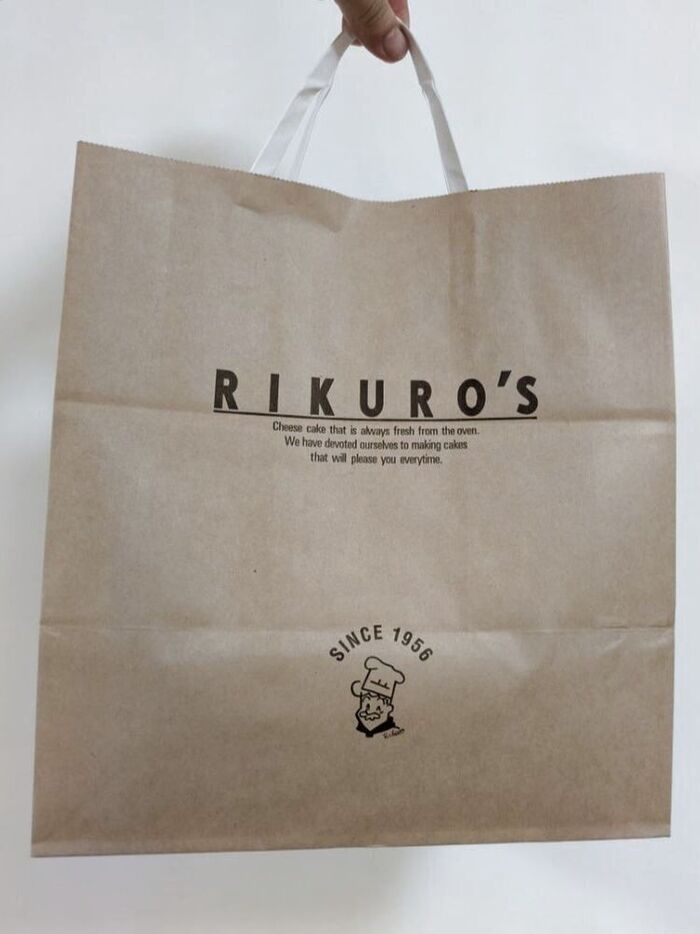 RIKURO'S
Cheese cake that is always fresh from the oven.
We have devoted ourselves to making cakes
that will please you everytime.
SINCE 1956